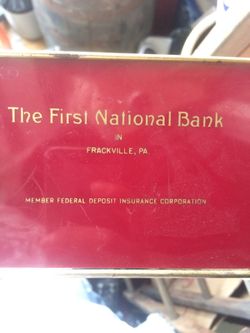 The First National Bank
IN
FRACKVILLE, PA.
MEMBER FEDERAL DEPOSIT INSURANCE CORPORATION